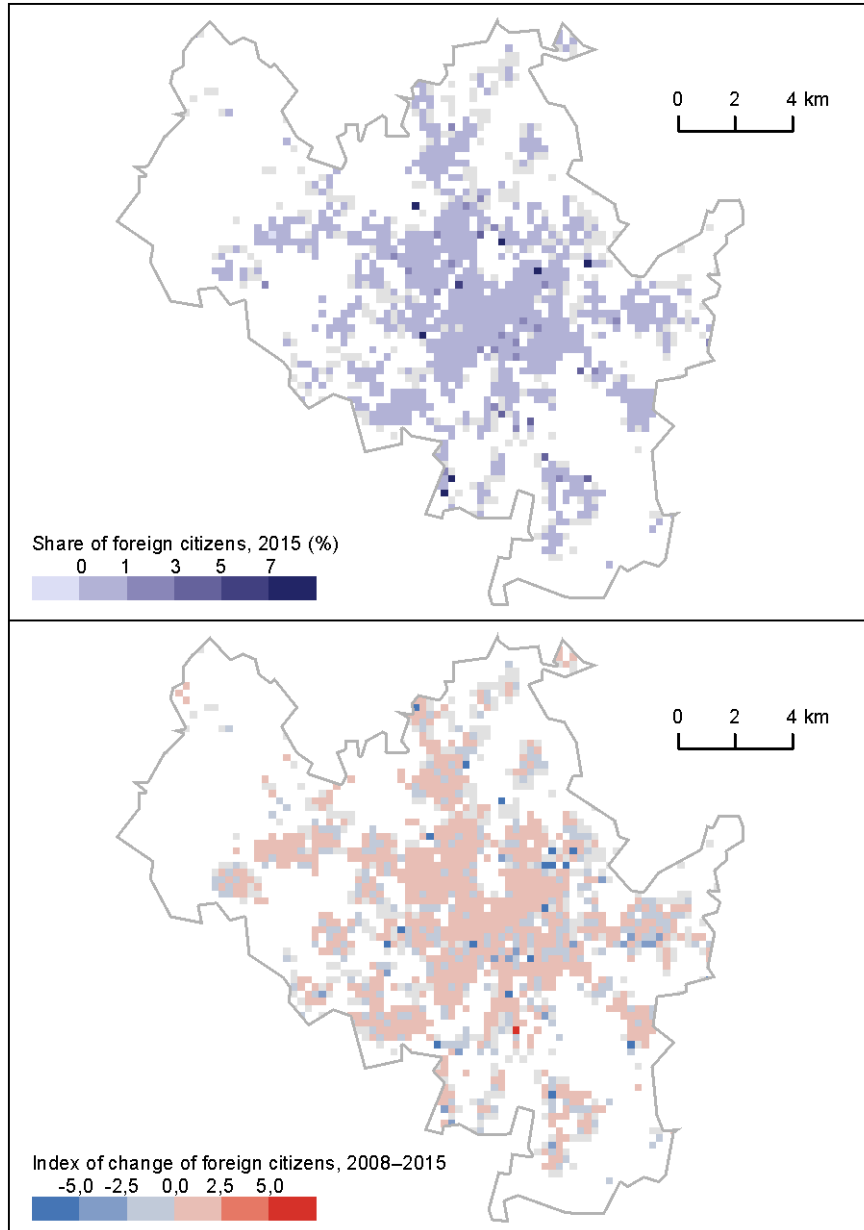 0 2 4 km
Share of foreign citizens, 2015 (%)
0 1 3 5 7
0 2 4 km
Index of change of foreign citizens, 2008–2015
-5,0 -2,5 0,0 2,5 5,0